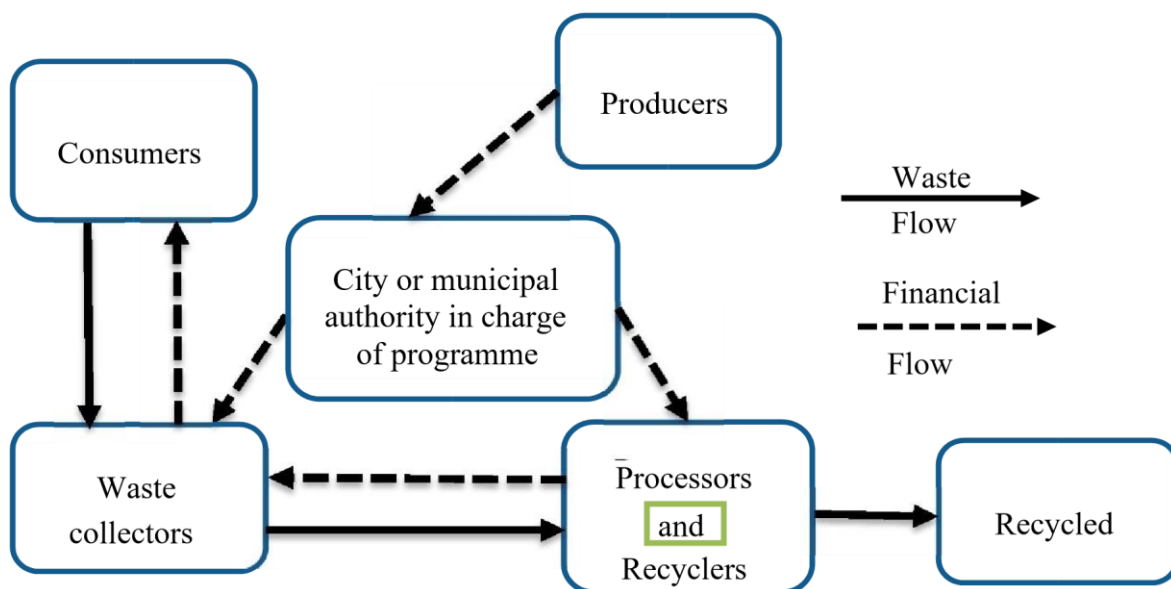 Consumers
Producers
Waste
Flow
City or municipal
authority in charge
of programme
Financial
Flow
Waste
collectors
Processors
and
Recyclers
Recycled